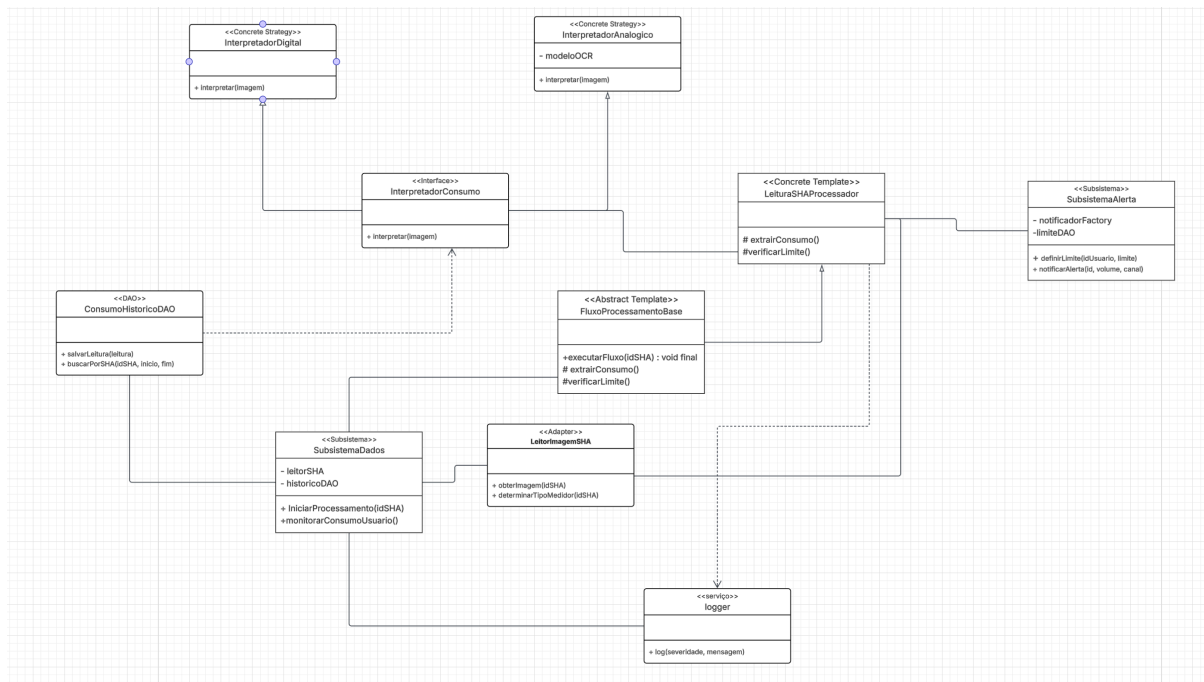 <<Concrete Strategy>>
InterpretadorDigital
+ interpretar(imagem)
<<Concrete Strategy>>
InterpretadorAnalogico
- modeloOCR
+ interpretar(imagem)
<<Interface>>
InterpretadorConsumo
+ interpretar(imagem)
<<Concrete Template>>
LeituraSHAProcessador
# extrairConsumo()
#verificarLimite()
<<Subsistema>>
SubsistemaAlerta
- notificadorFactory
-limiteDAO
+ definirLimite(idUsuario, limite)
+ notificarAlerta(id, volume, canal)
<<DAO>>
ConsumoHistoricoDAO
+ salvarLeitura(leitura)
+ buscarPorSHA(idSHA, inicio, fim)
<<Abstract Template>>
FluxoProcessamentoBase
+executarFluxo(idSHA) : void final
# extrairConsumo()
#verificarLimite()
<<Subsistema>>
SubsistemaDados
- leitorSHA
- historicoDAO
+ IniciarProcessamento(idSHA)
+monitorarConsumoUsuario()
<<Adapter>>
LeitorImagemSHA
+ obterImagem(idSHA)
+ determinarTipoMedidor(idSHA)
<<serviço>>
logger
+ log(severidade, mensagem)